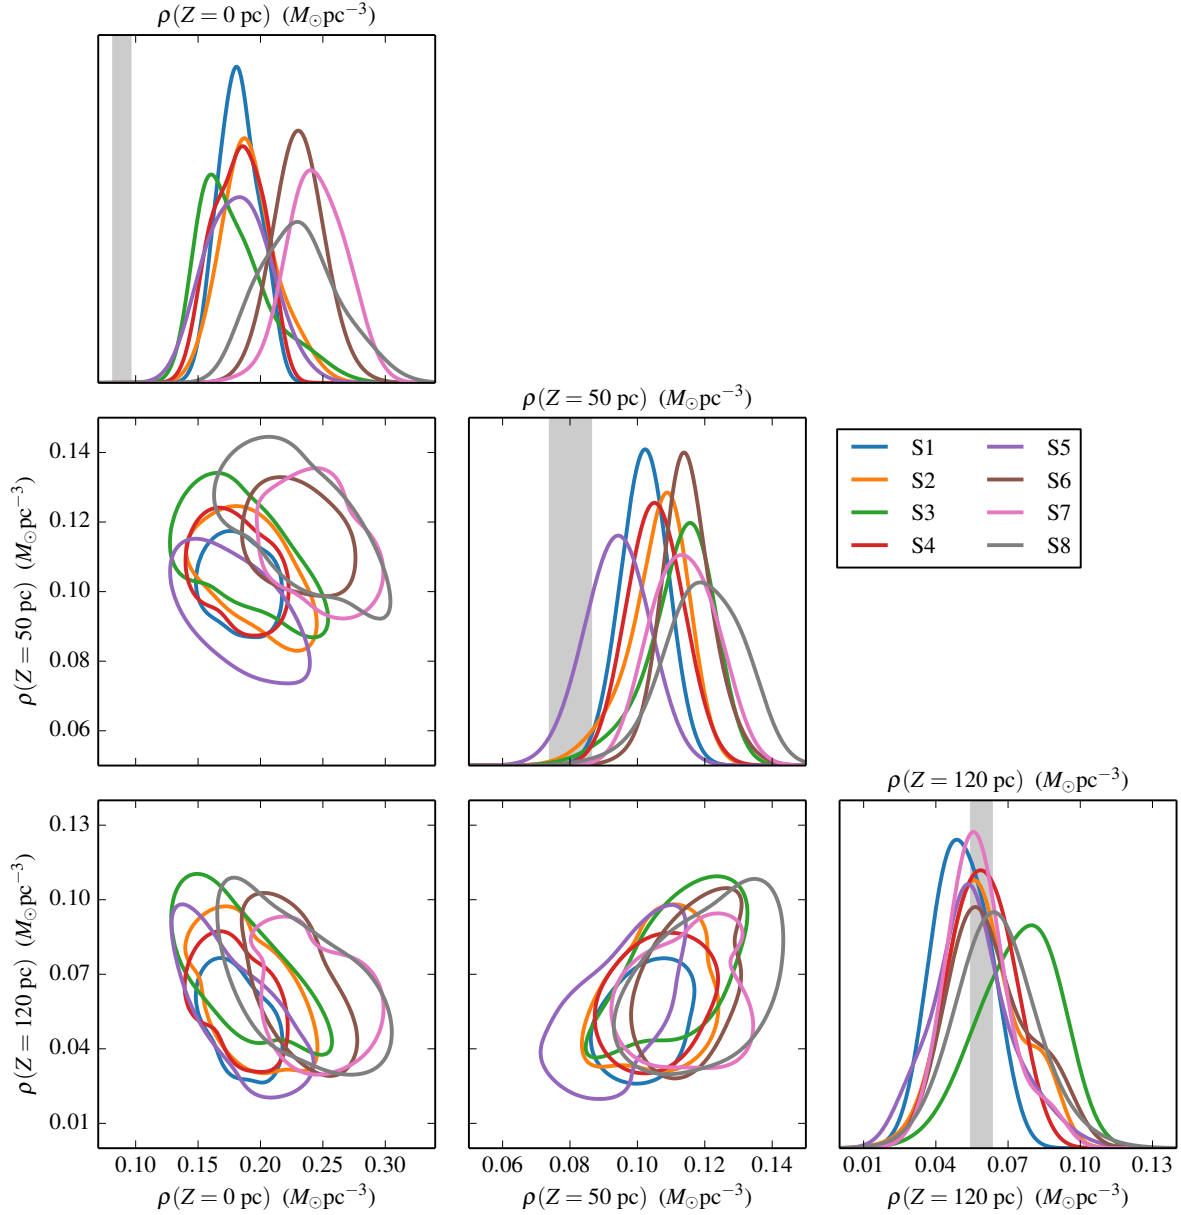 ρ(Z = 0 pc) (M☉pc⁻³)
ρ(Z = 50 pc) (M☉pc⁻³)
0.14
0.12
0.10
0.08
0.06
ρ(Z = 50 pc) (M☉pc⁻³)
S1 S5
S2 S6
S3 S7
S4 S8
ρ(Z = 120 pc) (M☉pc⁻³)
0.13
0.10
0.07
0.04
0.01
ρ(Z = 120 pc) (M☉pc⁻³)
0.10 0.15 0.20 0.25 0.30
0.06 0.08 0.10 0.12 0.14
0.01 0.04 0.07 0.10 0.13
ρ(Z = 0 pc) (M☉pc⁻³)
ρ(Z = 50 pc) (M☉pc⁻³)
ρ(Z = 120 pc) (M☉pc⁻³)